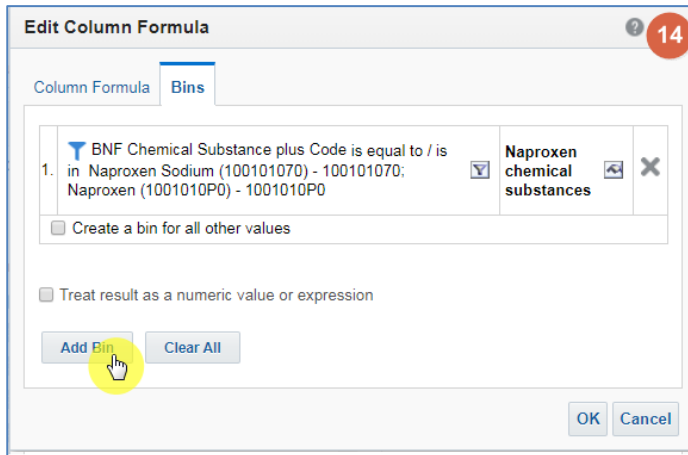 Edit Column Formula
? 14
Column Formula Bins
BNF Chemical Substance plus Code is equal to / is
1. in Naproxen Sodium (100101070) - 100101070;
Naproxen (1001010P0) - 1001010P0
Naproxen
chemical
substances
Create a bin for all other values
Treat result as a numeric value or expression
Add Bin Clear All
OK Cancel